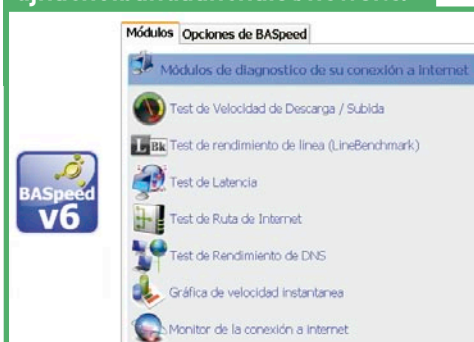 Módulos Opciones de BASpeed
Módulos de diagnostico de su conexión a Internet
Test de Velocidad de Descarga / Subida
LBk Test de rendimiento de linea (LineBenchmark)
Test de Latencia
BASpeed
v6
Test de Ruta de Internet
Test de Rendimiento de DNS
Gráfica de velocidad instantanea
Monitor de la conexión a internet